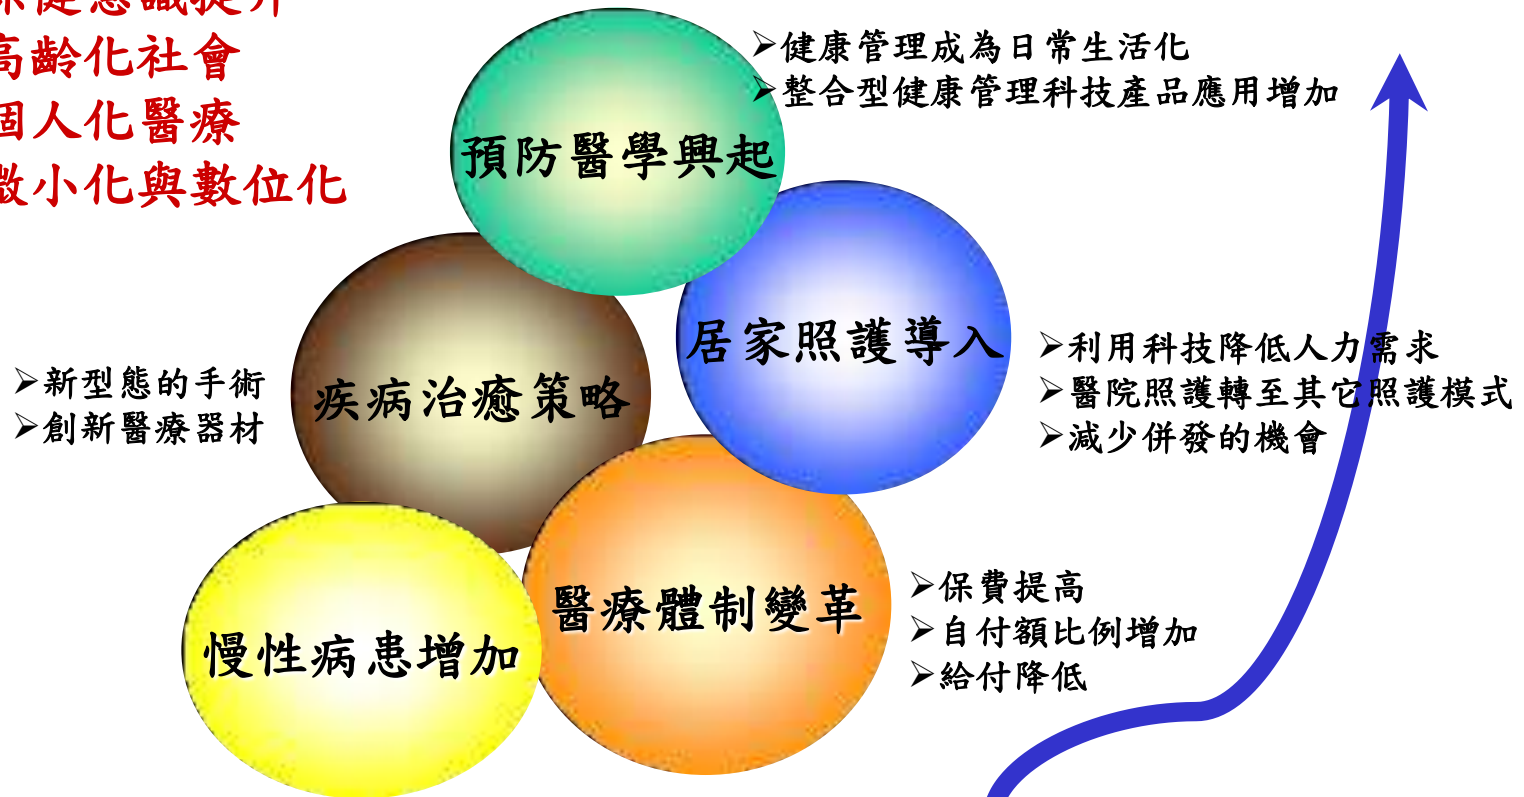 保健意識提升
高齡化社會
個人化醫療
微小化與數位化
➢健康管理成為日常生活化
➢整合型健康管理科技產品應用增加
預防醫學興起
居家照護導入
➢利用科技降低人力需求
➢醫院照護轉至其它照護模式
➢減少併發的機會
疾病治癒策略
➢新型態的手術
➢創新醫療器材
醫療體制變革
➢保費提高
➢自付額比例增加
➢給付降低
慢性病患增加